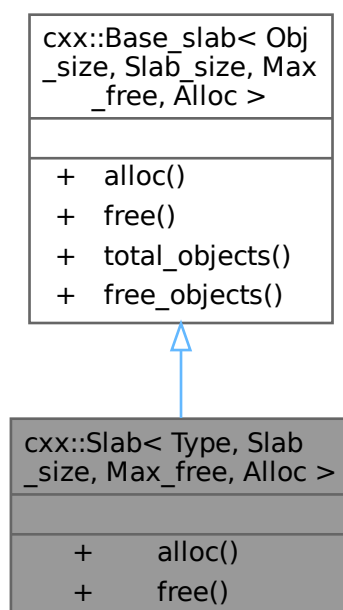 cxx::Base_slab< Obj
_size, Slab_size, Max
_free, Alloc >
+ alloc()
+ free()
+ total_objects()
+ free_objects()
cxx::Slab< Type, Slab
_size, Max_free, Alloc >
+ alloc()
+ free()